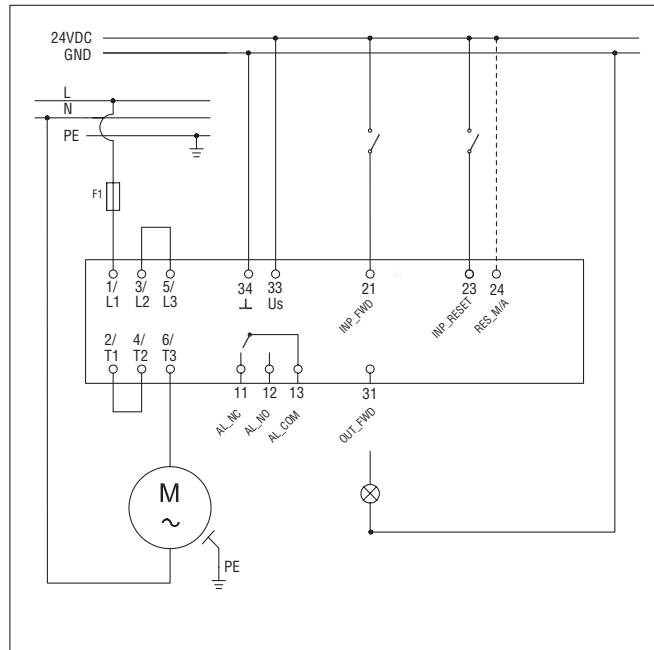 24VDC
GND
L
N
PE
F1
1/
L1
3/
L2
5/
L3
34
⊥
33
Us
21
INP_FWD
23
INP_RESET
24
RES_M/A
2/
T1
4/
T2
6/
T3
11
AL_NC
12
AL_NO
13
AL_COM
31
OUT_FWD
M
~
PE